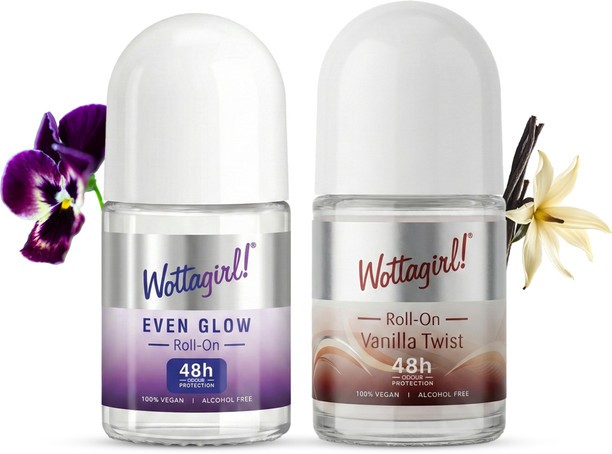 Wottagirl!®
EVEN GLOW
Roll-On
48h
ODOUR
PROTECTION
100% VEGAN | ALCOHOL FREE
Wottagirl!®
Roll-On
Vanilla Twist
48h
ODOUR
PROTECTION
100% VEGAN | ALCOHOL FREE